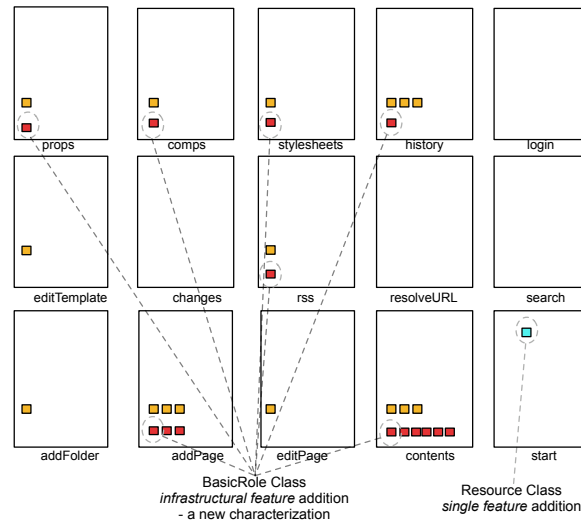 props
comps
stylesheets
history
login
editTemplate
changes
rss
resolveURL
search
addFolder
addPage
editPage
contents
start
BasicRole Class
infrastructural feature addition
- a new characterization
Resource Class
single feature addition